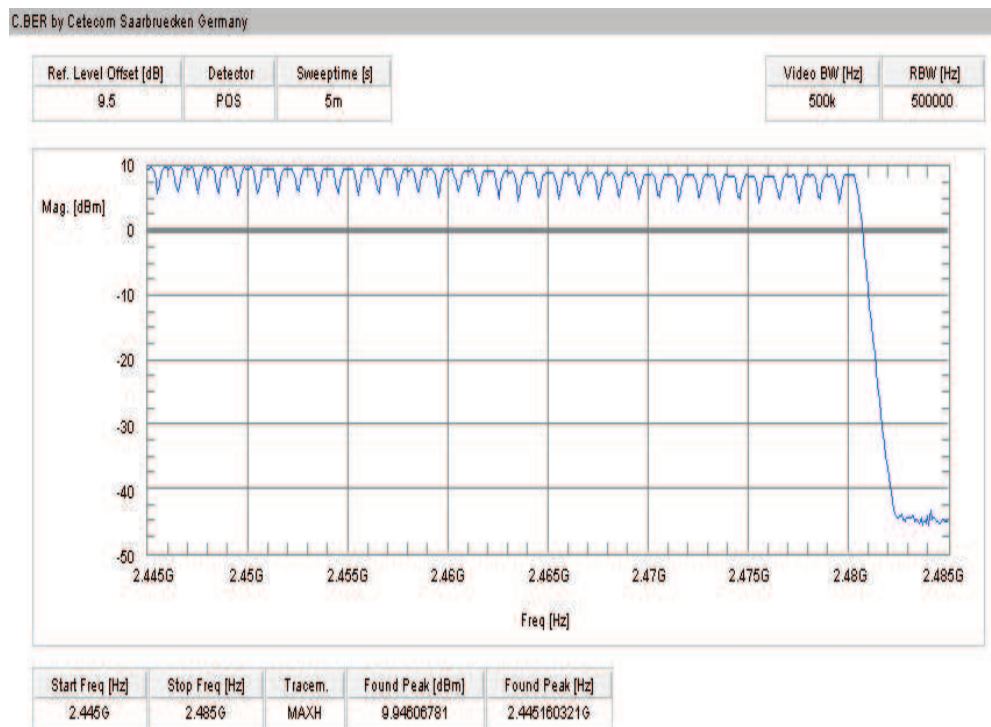 C.BER by Cetecom Saarbruecken Germany
Ref. Level Offset [dB] Detector Sweeptime [s] Video BW [Hz] RBW [Hz]
9.5 POS 5m 500k 500000
Mag. [dBm]
10
0
-10
-20
-30
-40
-50
2.445G 2.45G 2.455G 2.46G 2.465G 2.47G 2.475G 2.48G 2.485G
Freq [Hz]
Start Freq [Hz] Stop Freq [Hz] Tracem. Found Peak [dBm] Found Peak [Hz]
2.445G 2.485G MAXH 9.94606781 2.445160321G